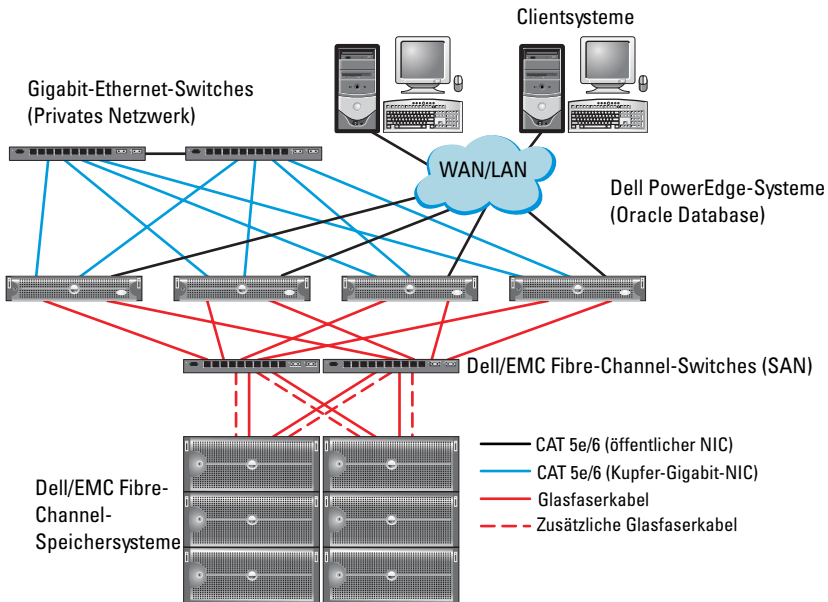 Clientsysteme
Gigabit-Ethernet-Switches
(Privates Netzwerk)
WAN/LAN
Dell PowerEdge-Systeme
(Oracle Database)
Dell/EMC Fibre-Channel-Switches (SAN)
Dell/EMC Fibre-
Channel-
Speichersysteme
CAT 5e/6 (öffentlicher NIC)
CAT 5e/6 (Kupfer-Gigabit-NIC)
Glasfaserkabel
Zusätzliche Glasfaserkabel